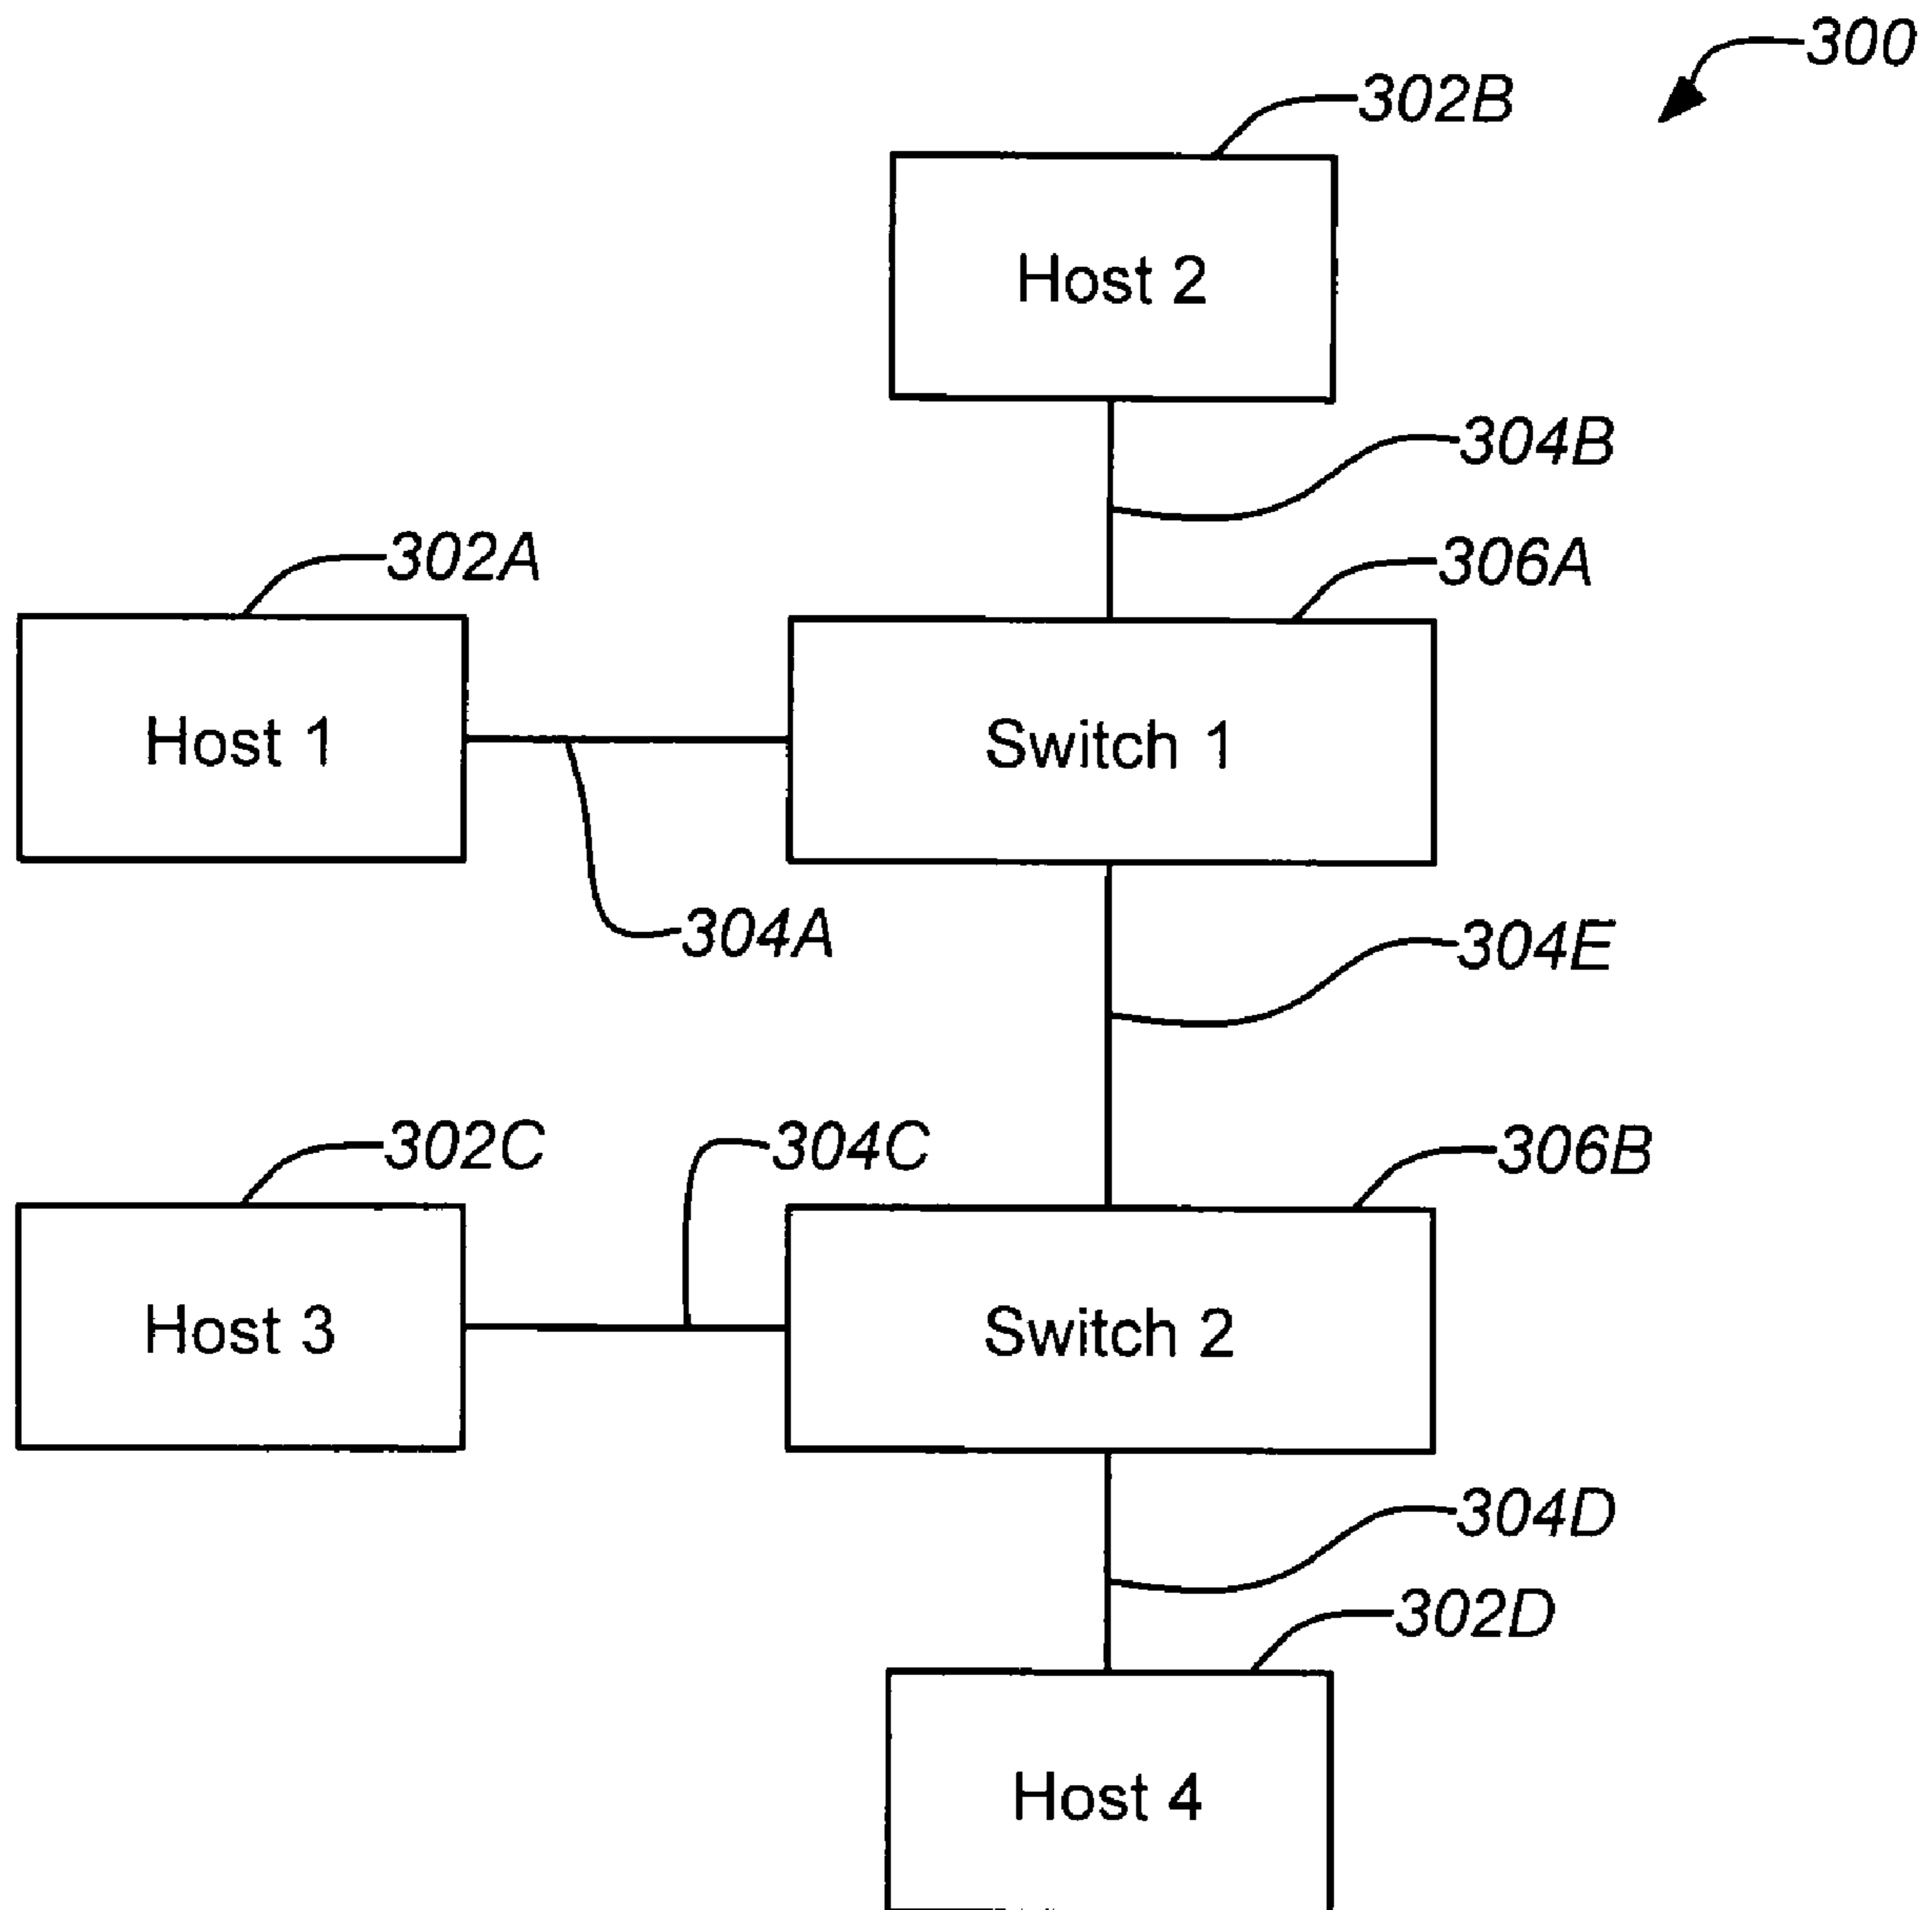 300
302B
Host 2
304B
302A
306A
Host 1
Switch 1
304A
304E
302C
304C
306B
Host 3
Switch 2
304D
302D
Host 4